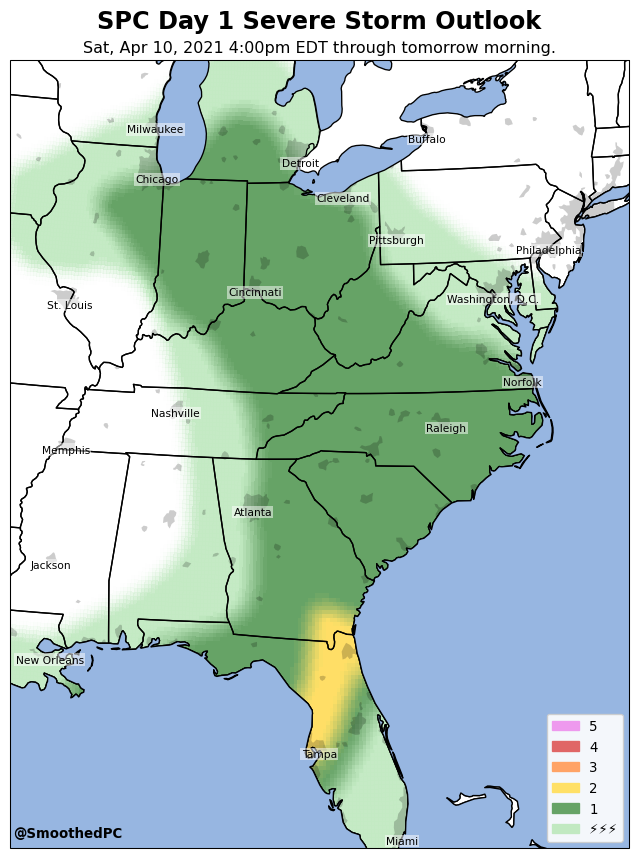 SPC Day 1 Severe Storm Outlook
Sat, Apr 10, 2021 4:00pm EDT through tomorrow morning.
Milwaukee
Buffalo
Detroit
Chicago
Cleveland
Pittsburgh
Philadelphia
Cincinnati
Washington, D.C.
St. Louis
Norfolk
Nashville
Raleigh
Memphis
Atlanta
Jackson
New Orleans
Tampa
Miami
5
4
3
2
1
⚡⚡⚡
@SmoothedPC